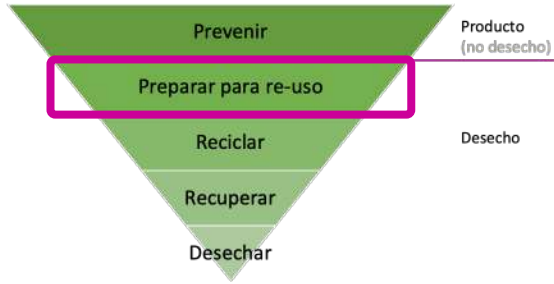 Prevenir
Producto
(no desecho)
Preparar para re-uso
Reciclar
Desecho
Recuperar
Desechar